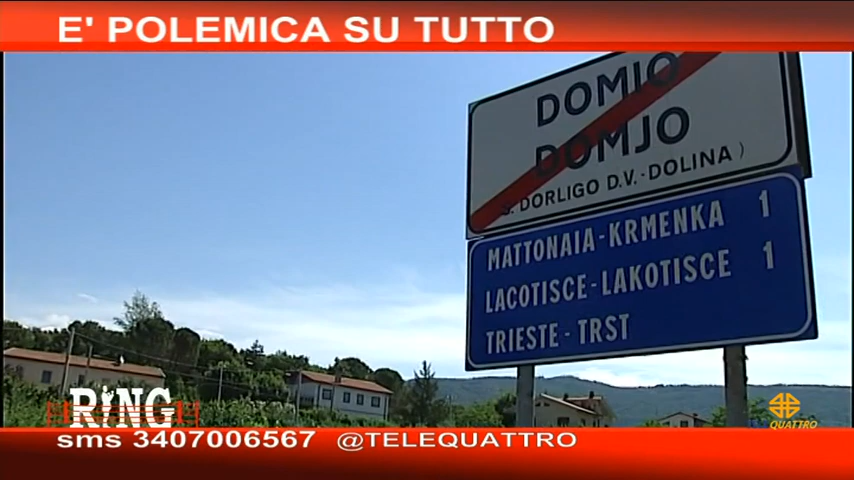 E' POLEMICA SU TUTTO
DOMIO
DOMJO
S. DORLIGO D.V.-DOLINA)
MATTONAIA-KRMENKA 1
LACOTISCE-LAKOTISCE 1
TRIESTE-TRST
RING
QUATTRO
sms 3407006567 @TELEQUATTRO